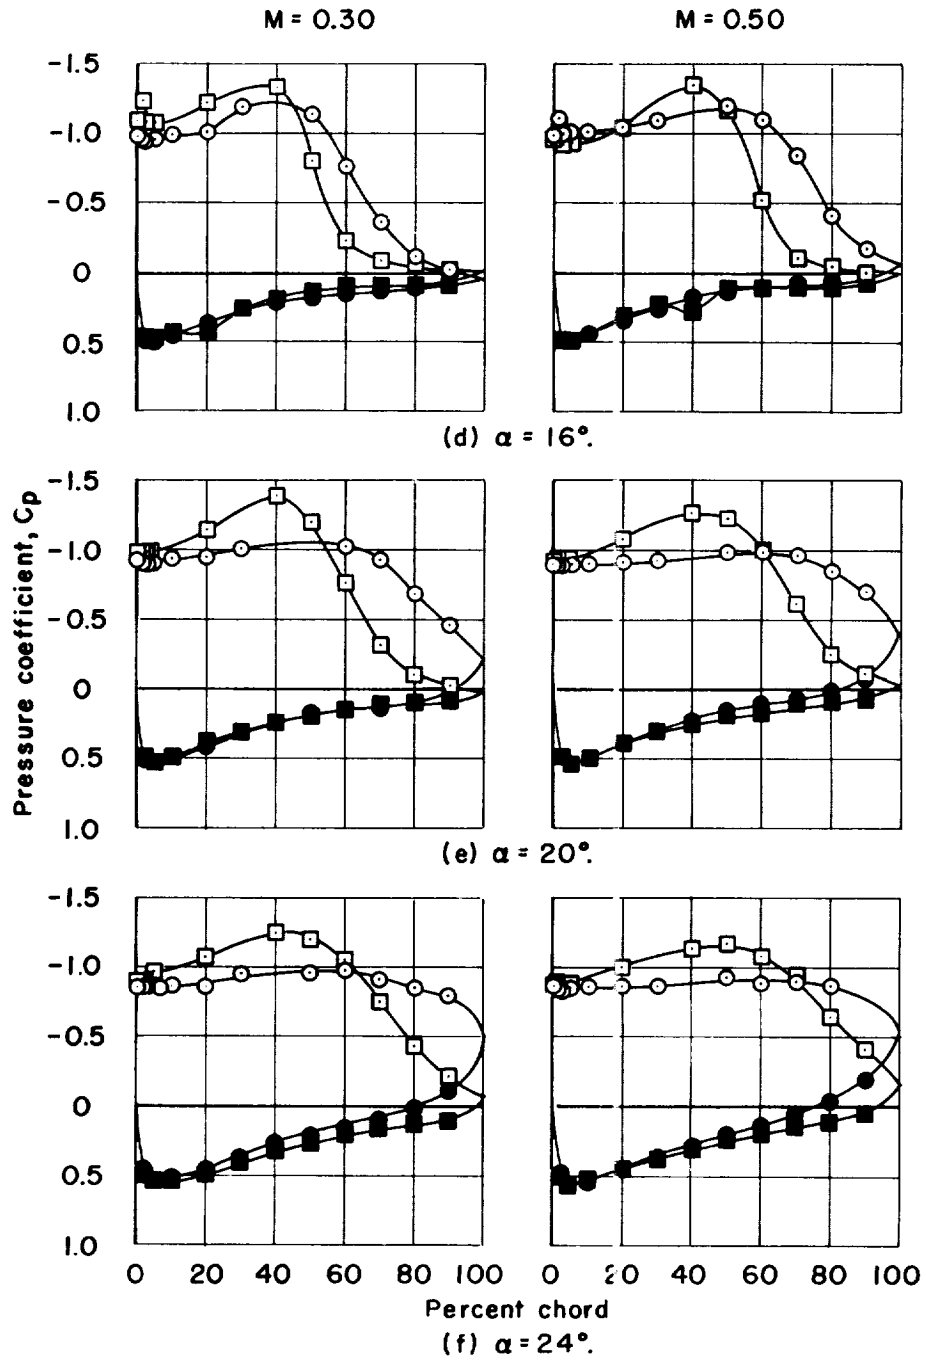 M = 0.30
M = 0.50
-1.5
-1.0
-0.5
0
0.5
1.0
(d) α = 16°.
-1.5
-1.0
-0.5
0
0.5
1.0
(e) α = 20°.
Pressure coefficient, Cp
-1.5
-1.0
-0.5
0
0.5
1.0
0 20 40 60 80 100
0 20 40 60 80 100
Percent chord
(f) α = 24°.